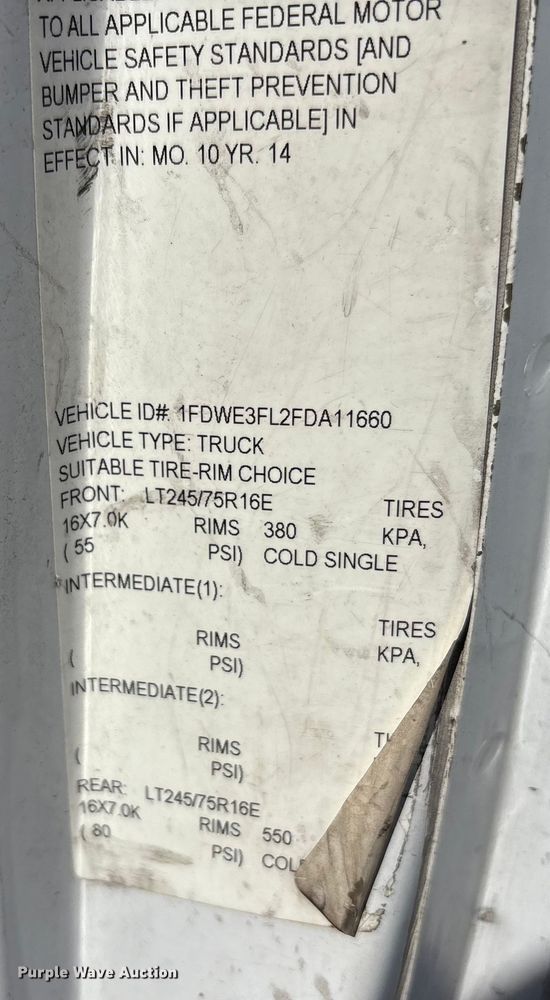 TO ALL APPLICABLE FEDERAL MOTOR
VEHICLE SAFETY STANDARDS [AND
BUMPER AND THEFT PREVENTION
STANDARDS IF APPLICABLE] IN
EFFECT IN: MO. 10 YR. 14
VEHICLE ID#: 1FDWE3FL2FDA11660
VEHICLE TYPE: TRUCK
SUITABLE TIRE-RIM CHOICE
FRONT: LT245/75R16E TIRES
16X7.0K RIMS 380 KPA,
( 55 PSI) COLD SINGLE
INTERMEDIATE(1):
TIRES
RIMS KPA,
( PSI)
INTERMEDIATE(2):
RIMS
( PSI)
REAR: LT245/75R16E
16X7.0K RIMS 550
( 80 PSI)
Purple Wave Auction